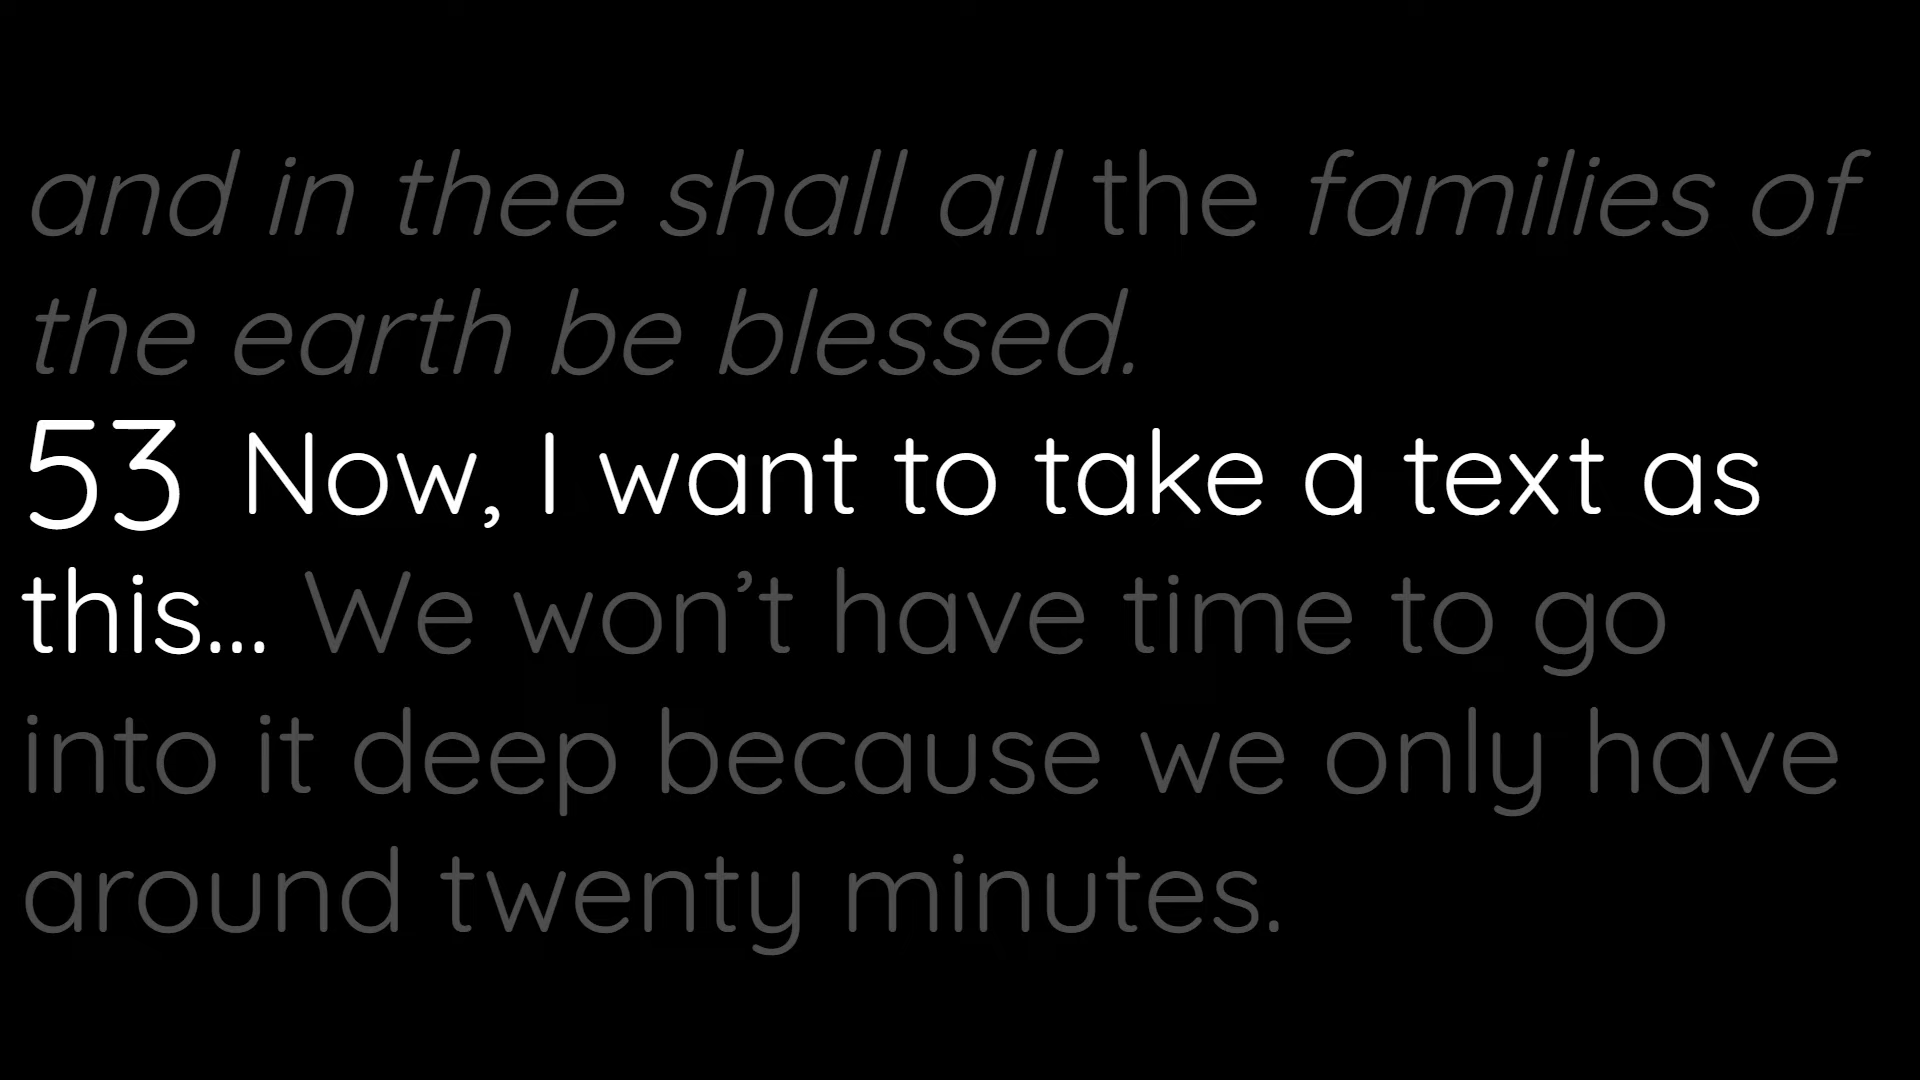 and in thee shall all the families of
the earth be blessed.
53 Now, I want to take a text as
this... We won’t have time to go
into it deep because we only have
around twenty minutes.